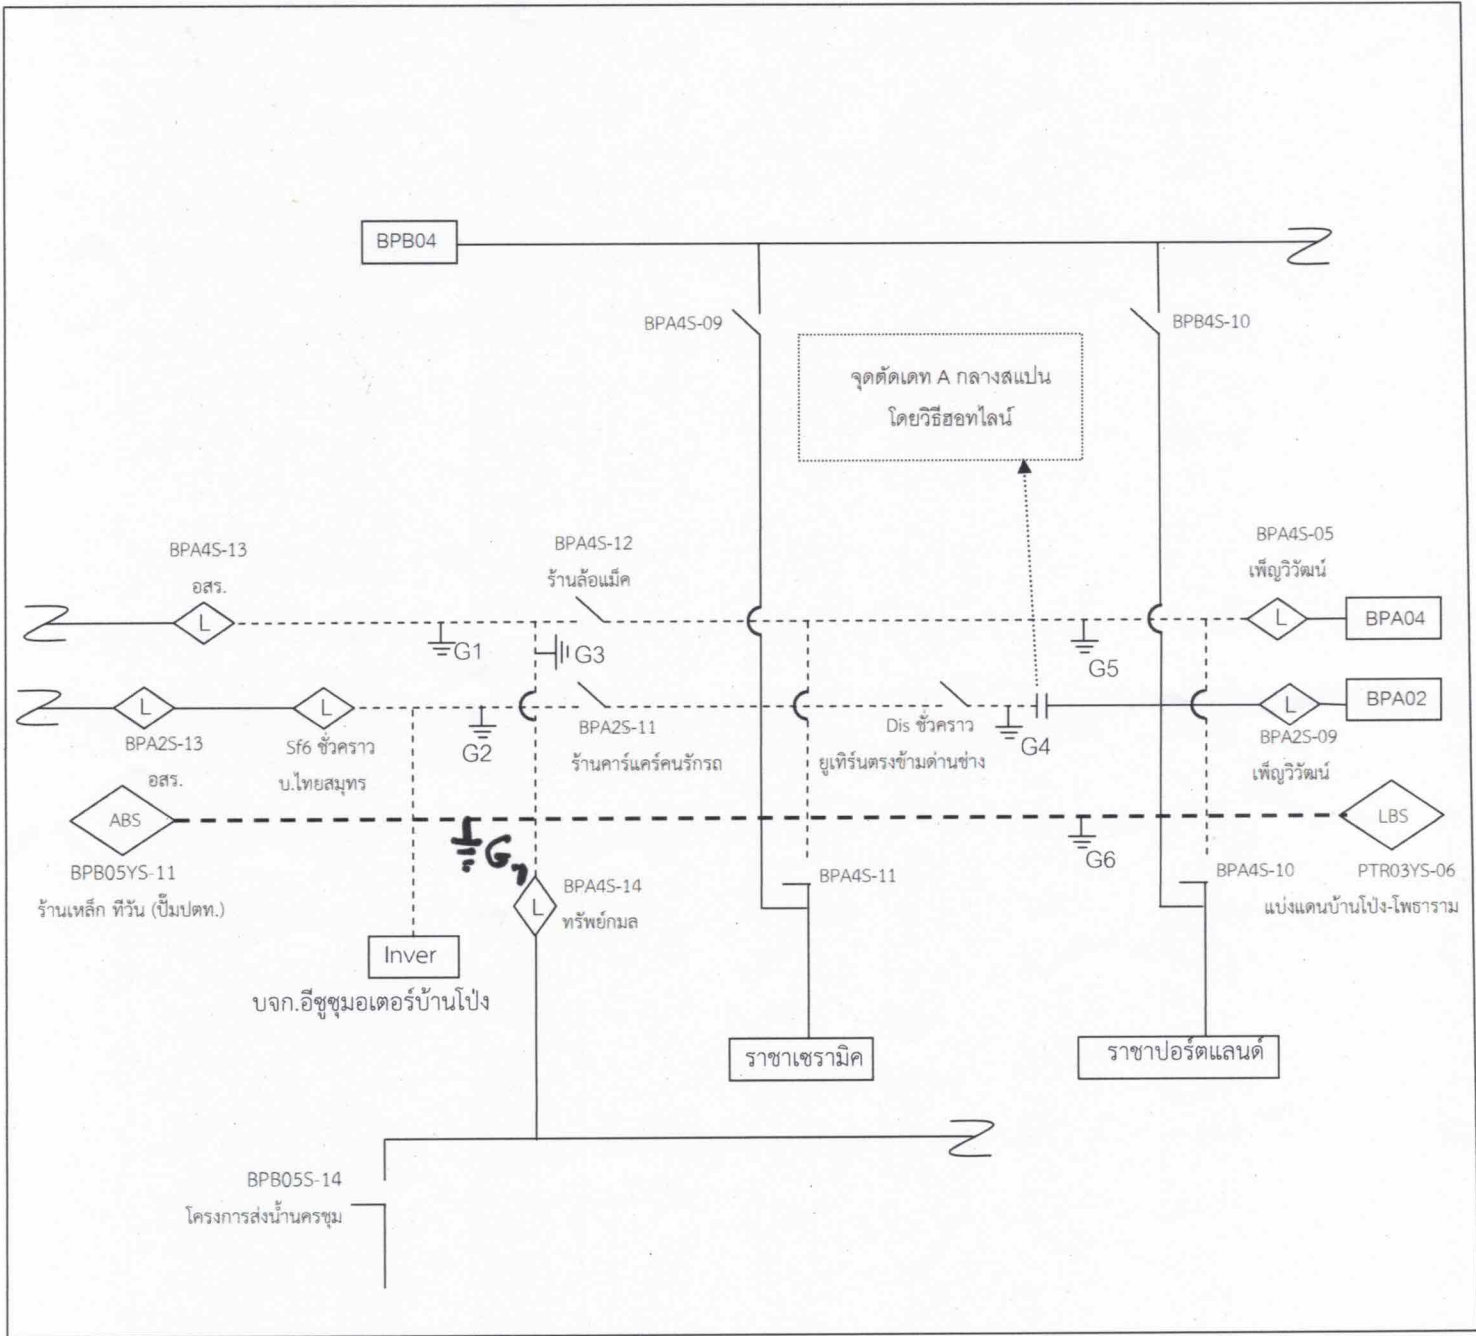 BPB04
BPA4S-09
BPB4S-10
จุดตัดเดท A กลางสแปน
โดยวิธีฮอทไลน์
BPA4S-13
อสร.
BPA4S-12
ร้านล้อแม็ค
BPA4S-05
เพ็ญวิวัฒน์
L
L
BPA04
G1
G3
G5
L
L
L
BPA02
BPA2S-13
อสร.
Sf6 ชั่วคราว
บ.ไทยสมุทร
G2
BPA2S-11
ร้านคาร์แคร์คนรักรถ
Dis ชั่วคราว
ยูเทิร์นตรงข้ามด่านช่าง
G4
BPA2S-09
เพ็ญวิวัฒน์
ABS
LBS
BPB05YS-11
ร้านเหล็ก ทีวัน (ปั๊มปตท.)
G7
G6
BPA4S-14
ทรัพย์กมล
L
BPA4S-11
BPA4S-10
PTR03YS-06
แบ่งแดนบ้านโป่ง-โพธาราม
Inver
บจก.อีซูซุมอเตอร์บ้านโป่ง
ราชาเซรามิค
ราชาปอร์ตแลนด์
BPB05S-14
โครงการส่งน้ำนครชุม